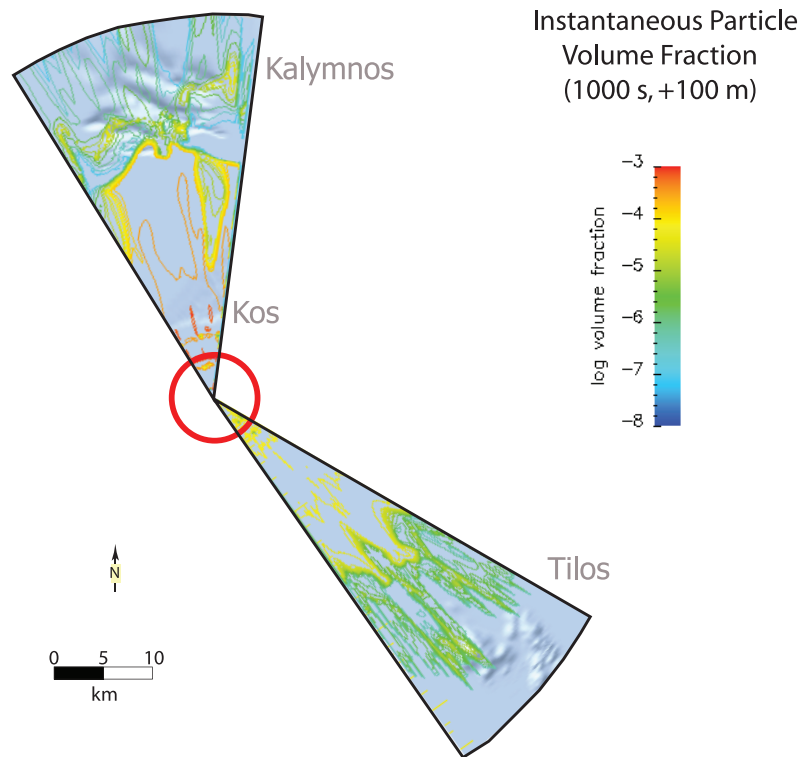 Instantaneous Particle
Volume Fraction
(1000 s, +100 m)
Kalymnos
Kos
Tilos
-3
-4
-5
-6
-7
-8
log volume fraction
N
0 5 10
km